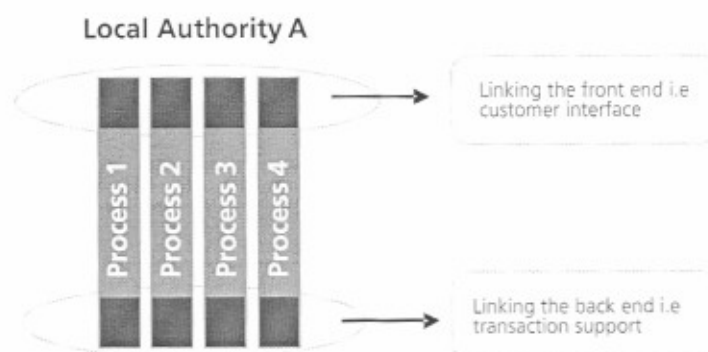 Local Authority A
Linking the front end i.e
customer interface
Process 1
Process 2
Process 3
Process 4
Linking the back end i.e
transaction support